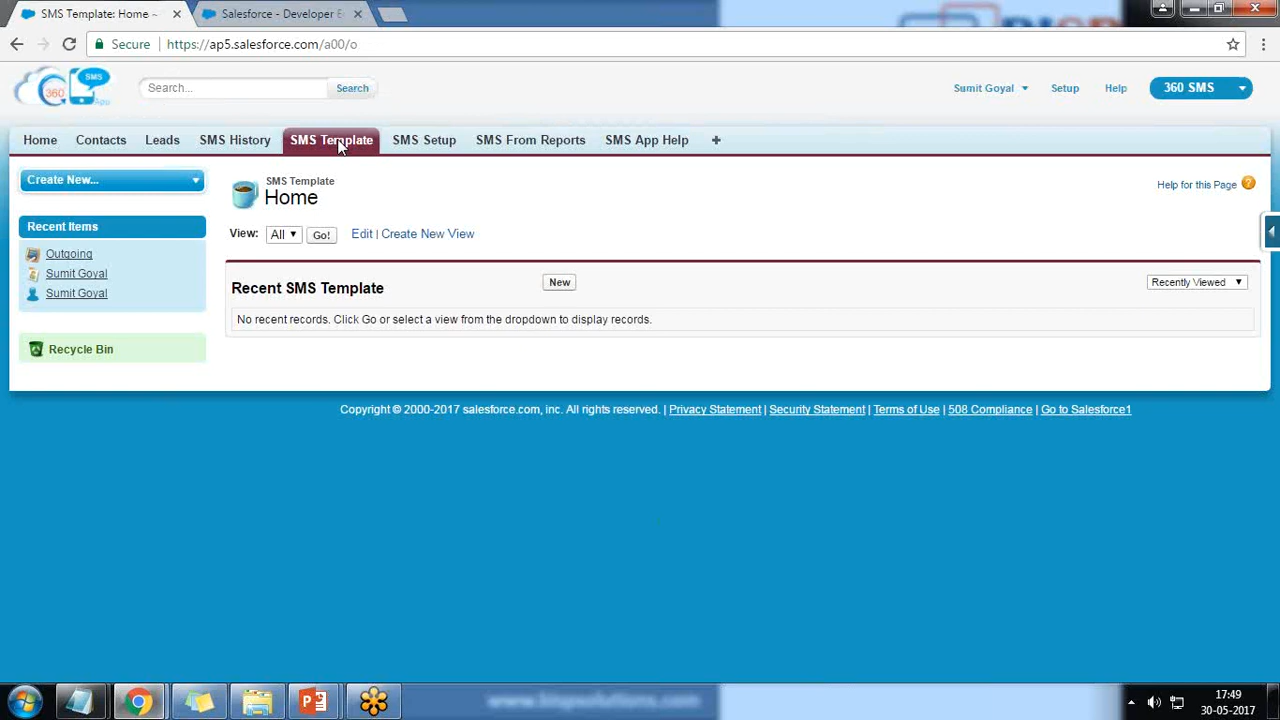 SMS Template: Home ~
Salesforce - Developer E
Secure
https://ap5.salesforce.com/a00/o
360
SMS
App
Search...
Search
Sumit Goyal
Setup
Help
360 SMS
Home
Contacts
Leads
SMS History
SMS Template
SMS Setup
SMS From Reports
SMS App Help
+
Create New...
Recent Items
Outgoing
Sumit Goyal
Sumit Goyal
Recycle Bin
SMS Template
Home
Help for this Page
View: All Go! Edit | Create New View
Recent SMS Template
New
Recently Viewed
No recent records. Click Go or select a view from the dropdown to display records.
Copyright © 2000-2017 salesforce.com, inc. All rights reserved. | Privacy Statement | Security Statement | Terms of Use | 508 Compliance | Go to Salesforce1
www.bispsolutions.com
17:49
30-05-2017